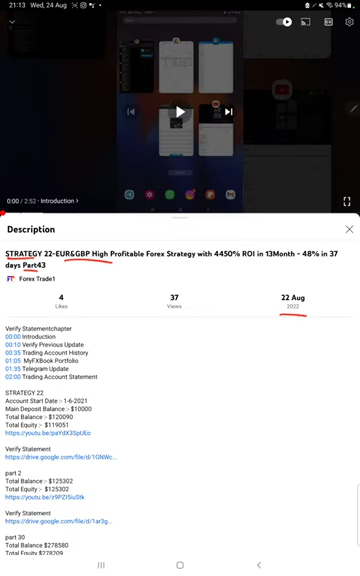 21:13 Wed, 24 Aug
94%
0:00 / 2:52 · Introduction >
Description
STRATEGY 22-EUR&GBP High Profitable Forex Strategy with 4450% ROI in 13Month - 48% in 37
days Part43
Forex Trade1
4 37 22 Aug
Likes Views 2022
Verify Statementchapter
00:00 Introduction
00:10 Verify Previous Update
00:35 Trading Account History
01:05 MyFXBook Portfolio
01:35 Telegram Update
02:00 Trading Account Statement
STRATEGY 22
Account Start Date :- 1-6-2021
Main Deposit Balance :- $10000
Total Balance :- $120090
Total Equity :- $119051
https://youtu.be/paYdX3SpUEo
Verify Statement
https://drive.google.com/file/d/1GNWc...
part 2
Total Balance :- $125302
Total Equity :- $125302
https://youtu.be/z9PZI5iuStk
Verify Statement
https://drive.google.com/file/d/1ar3g...
part 30
Total Balance $278580
Total Equity $278209